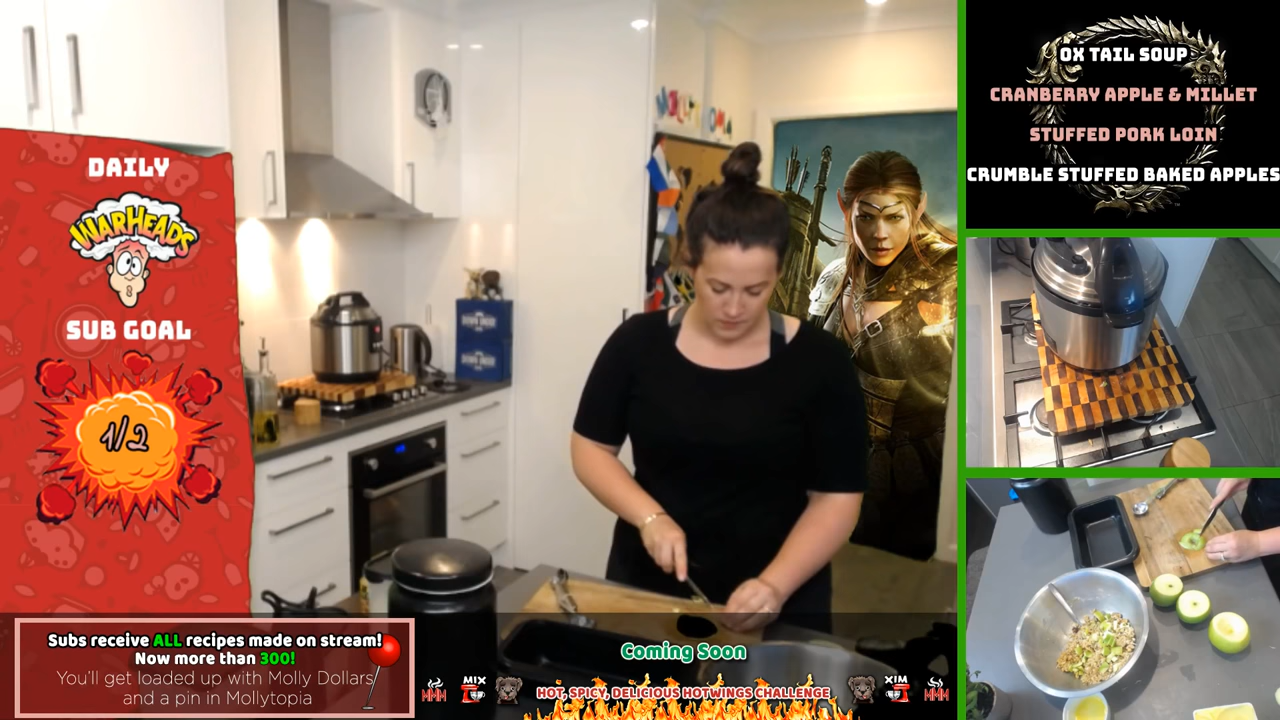 DAILY
WARHEADS
SUB GOAL
1/2
OX TAIL SOUP
CRANBERRY APPLE & MILLET
STUFFED PORK LOIN
CRUMBLE STUFFED BAKED APPLES
Subs receive ALL recipes made on stream!
Now more than 300!
You'll get loaded up with Molly Dollars
and a pin in Mollytopia
Coming Soon
MIX
XIM
HOT, SPICY, DELICIOUS HOTWINGS CHALLENGE